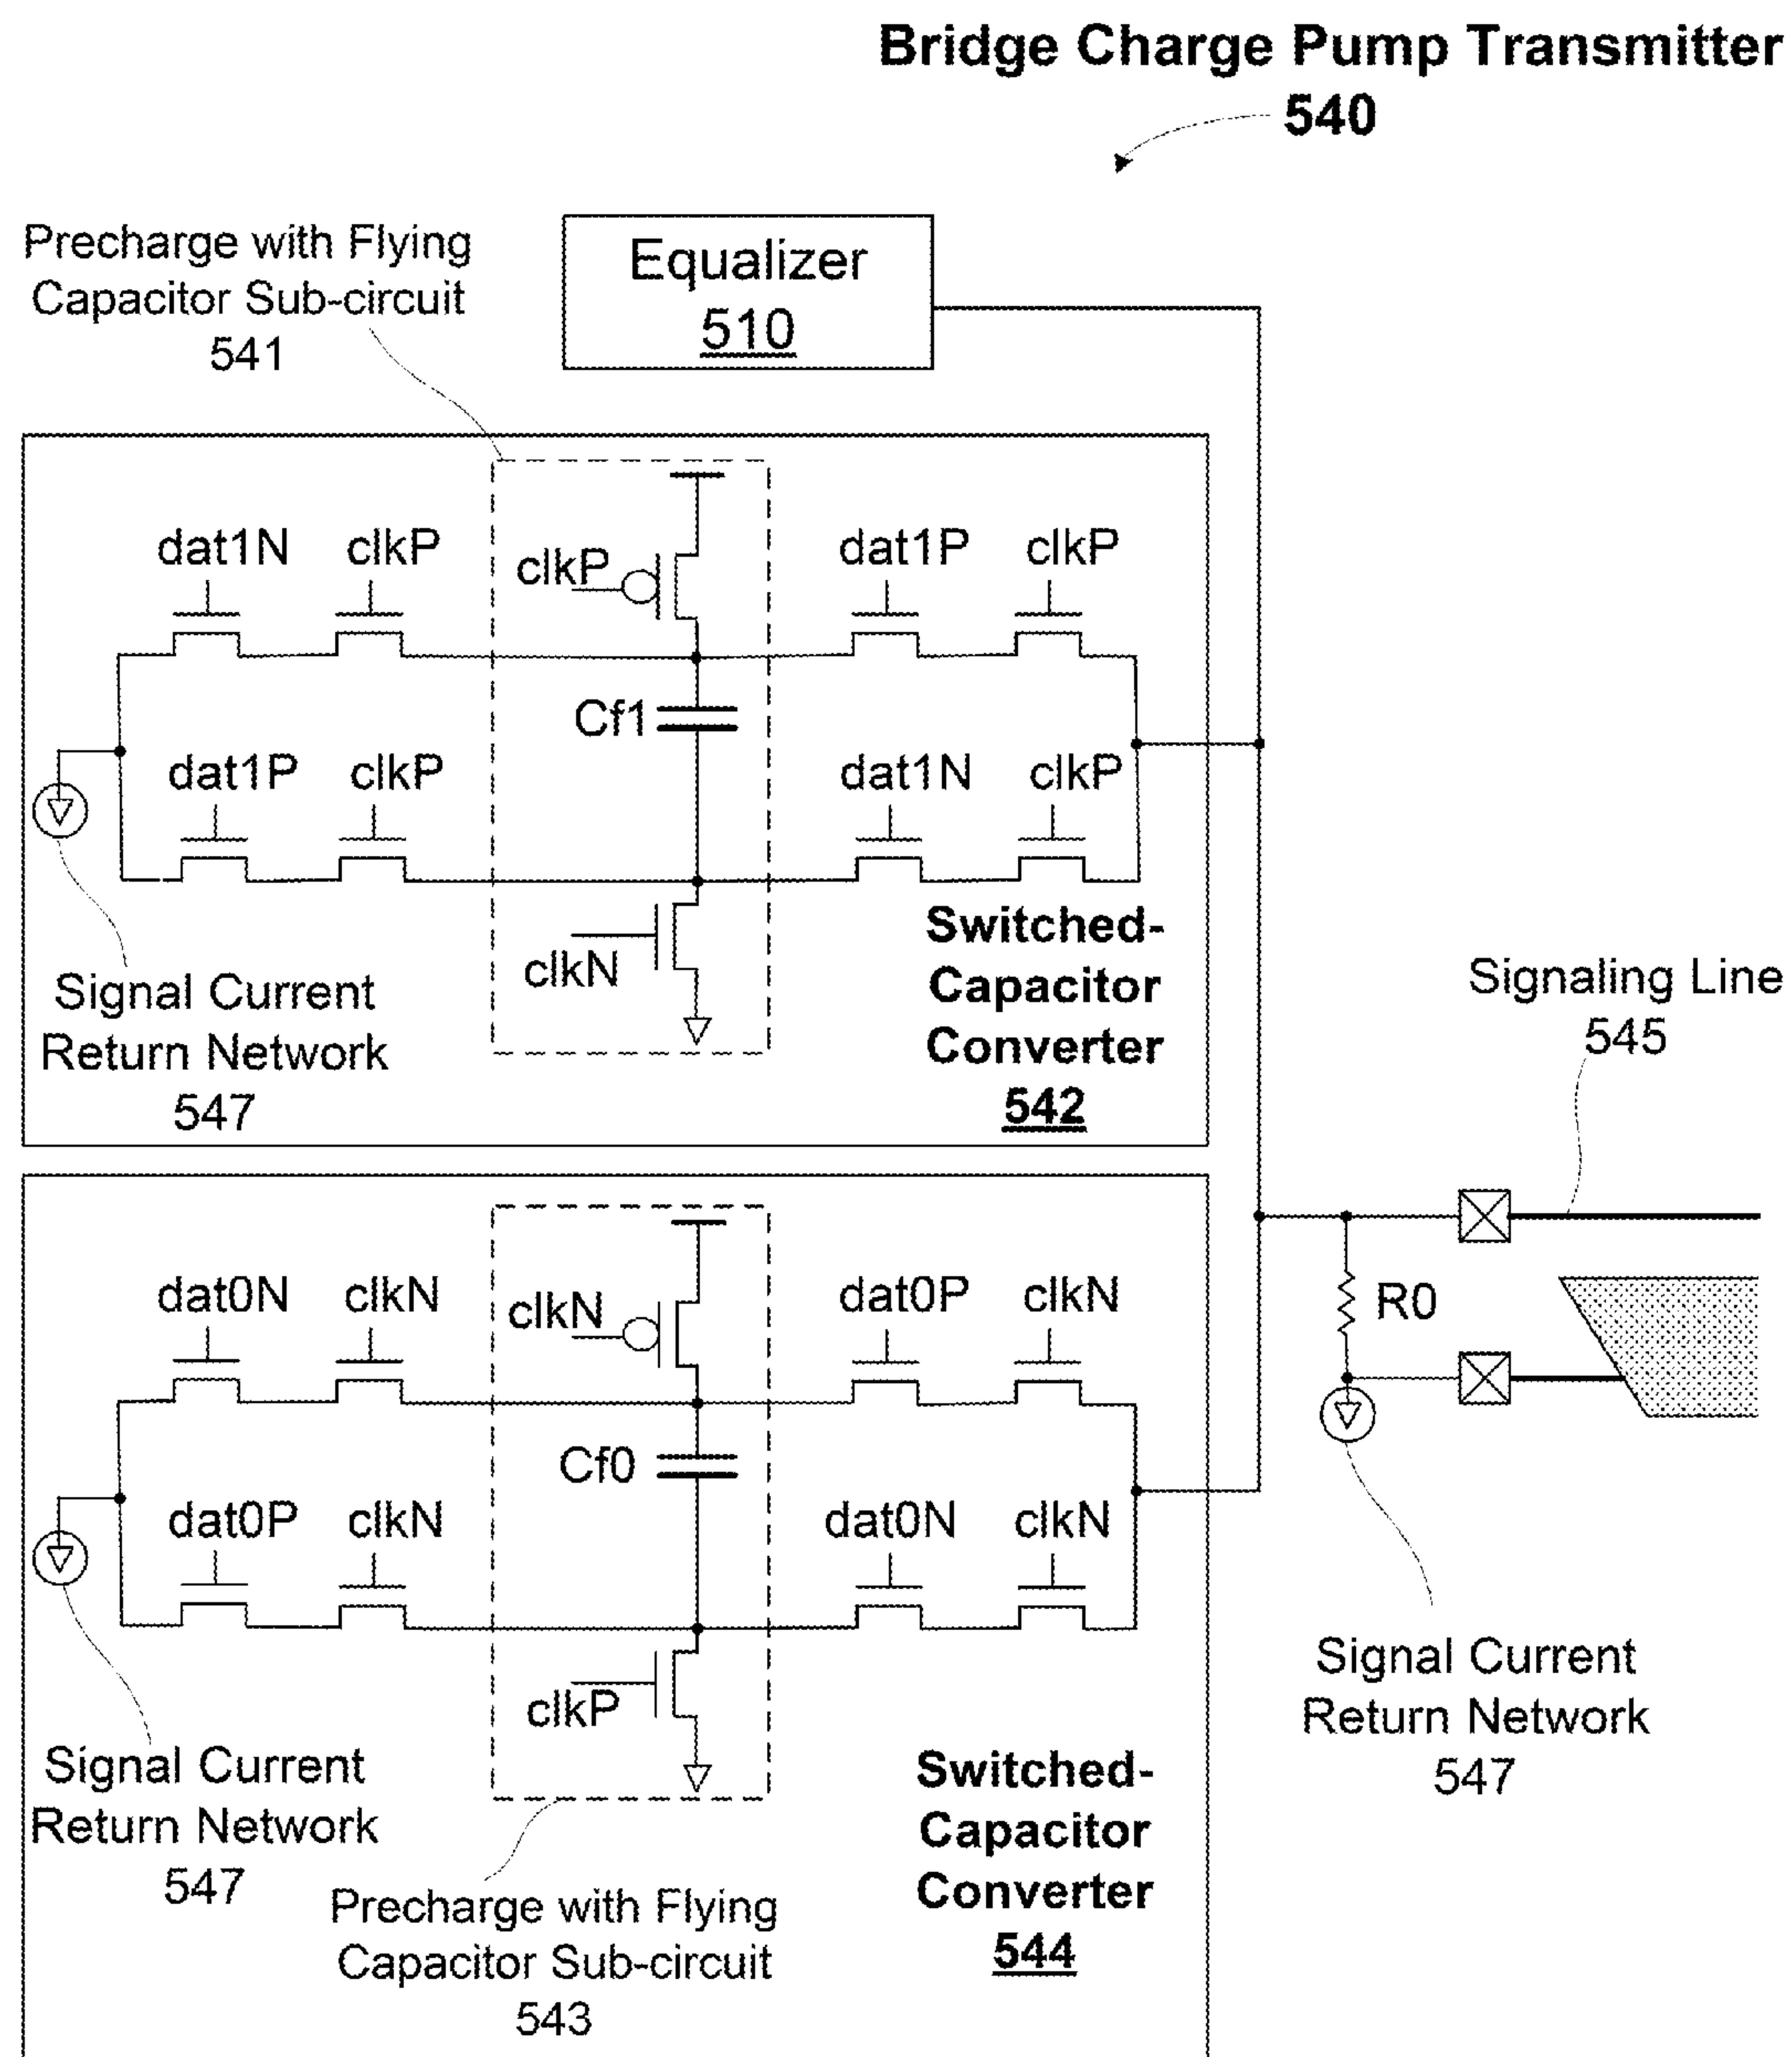 Bridge Charge Pump Transmitter
540
Precharge with Flying
Capacitor Sub-circuit
541
Equalizer
510
dat1N
clkP
clkP
dat1P
clkP
Cf1
dat1P
clkP
dat1N
clkP
clkN
Signal Current
Return Network
547
Switched-
Capacitor
Converter
542
Signaling Line
545
dat0N
clkN
clkN
dat0P
clkN
R0
Cf0
dat0P
clkN
dat0N
clkN
clkP
Signal Current
Return Network
547
Signal Current
Return Network
547
Switched-
Capacitor
Converter
544
Precharge with Flying
Capacitor Sub-circuit
543